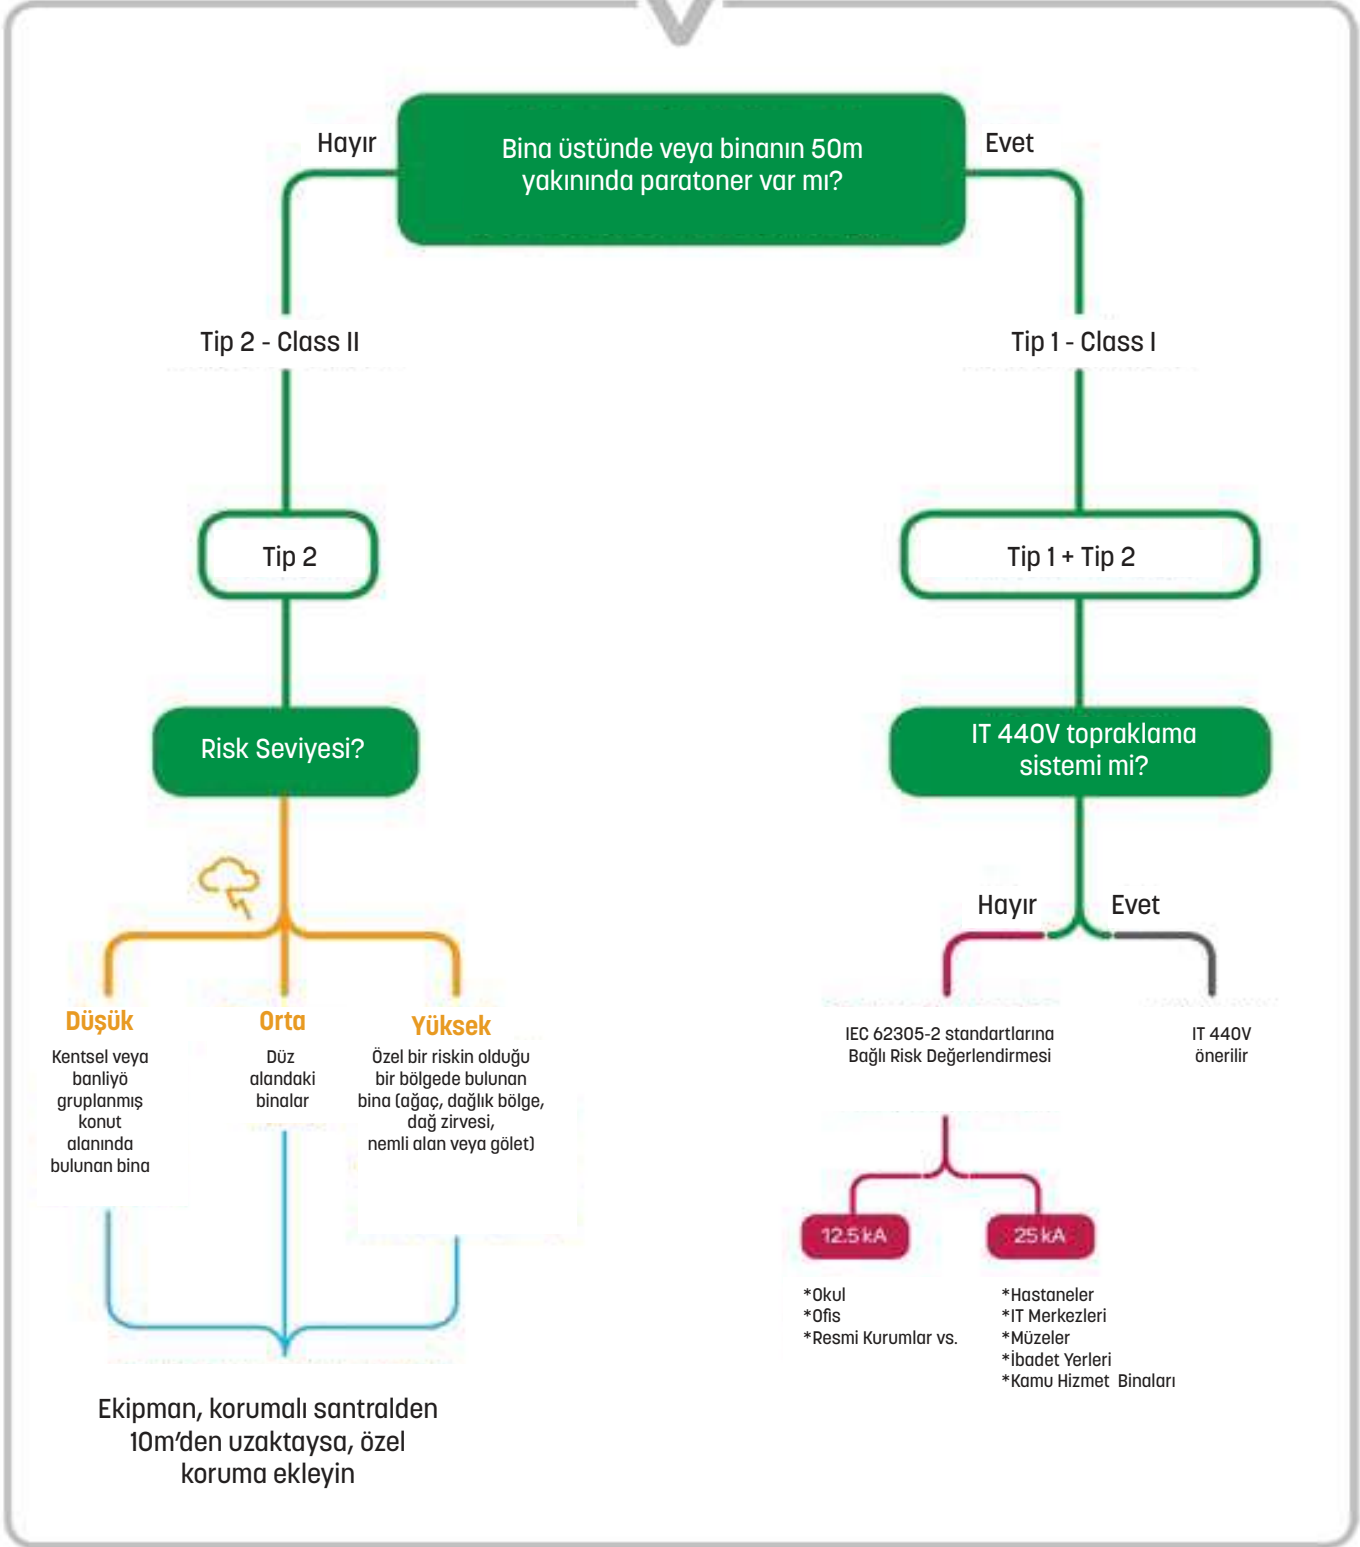 Hayır
Bina üstünde veya binanın 50m
yakınında paratoner var mı?
Evet
Tip 2 - Class II
Tip 1 - Class I
Tip 2
Tip 1 + Tip 2
Risk Seviyesi?
IT 440V topraklama
sistemi mi?
Hayır
Evet
Düşük
Kentsel veya
banliyö
gruplanmış
konut
alanında
bulunan bina
Orta
Düz
alandaki
binalar
Yüksek
Özel bir riskin olduğu
bir bölgede bulunan
bina (ağaç, dağlık bölge,
dağ zirvesi,
nemli alan veya gölet)
IEC 62305-2 standartlarına
Bağlı Risk Değerlendirmesi
IT 440V
önerilir
12.5 kA
25 kA
*Okul
*Ofis
*Resmi Kurumlar vs.
*Hastaneler
*IT Merkezleri
*Müzeler
*İbadet Yerleri
*Kamu Hizmet Binaları
Ekipman, korumalı santralden
10m'den uzaktaysa, özel
koruma ekleyin